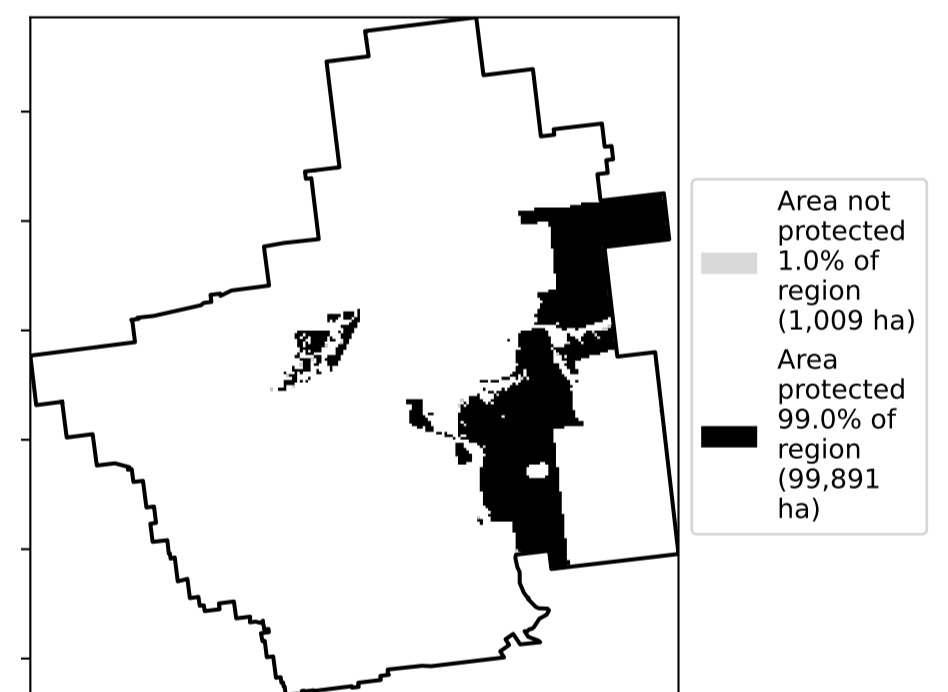 Area not
protected
1.0% of
region
(1,009 ha)
Area
protected
99.0% of
region
(99,891
ha)